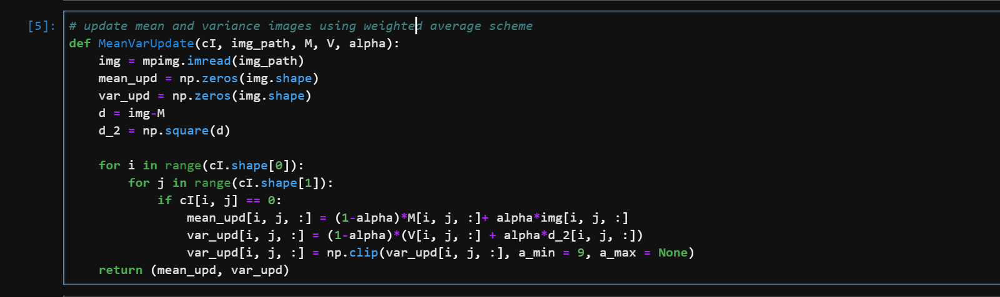 [5]:
# update mean and variance images using weighted average scheme
def MeanVarUpdate(cI, img_path, M, V, alpha):
    img = mpimg.imread(img_path)
    mean_upd = np.zeros(img.shape)
    var_upd = np.zeros(img.shape)
    d = img-M
    d_2 = np.square(d)

    for i in range(cI.shape[0]):
        for j in range(cI.shape[1]):
            if cI[i, j] == 0:
                mean_upd[i, j, :] = (1-alpha)*M[i, j, :]+ alpha*img[i, j, :]
                var_upd[i, j, :] = (1-alpha)*(V[i, j, :] + alpha*d_2[i, j, :])
                var_upd[i, j, :] = np.clip(var_upd[i, j, :], a_min = 9, a_max = None)
    return (mean_upd, var_upd)